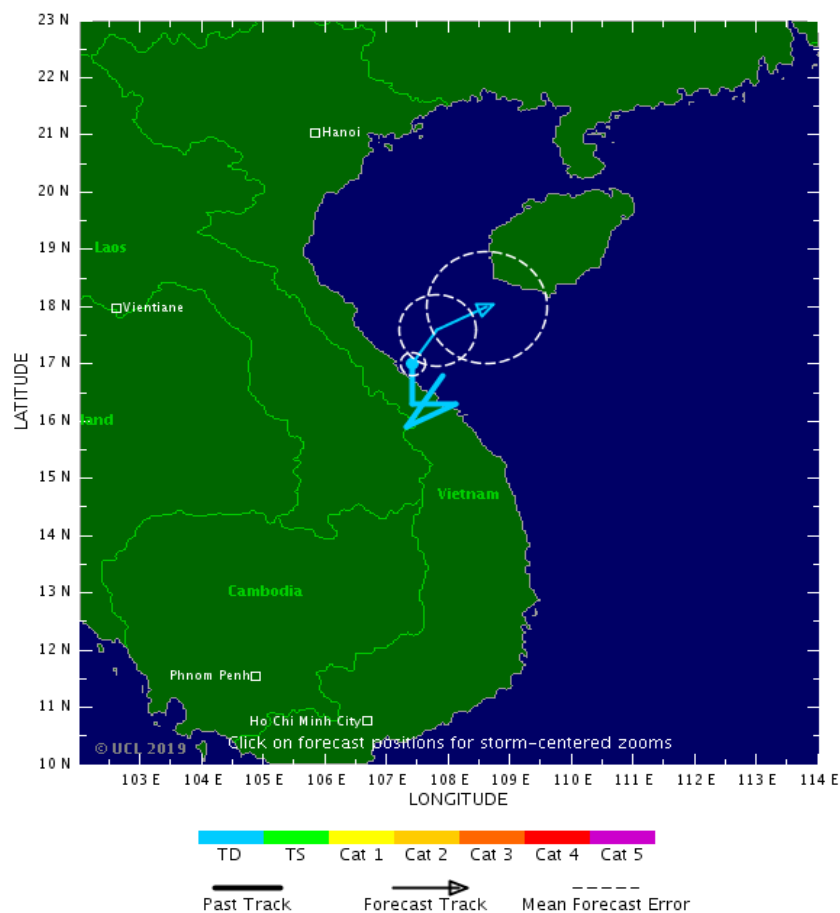 23 N
22 N
21 N
20 N
19 N
18 N
17 N
16 N
15 N
14 N
13 N
12 N
11 N
10 N
LATITUDE
Hanoi
Laos
Vientiane
land
Vietnam
Cambodia
Phnom Penh
Ho Chi Minh City
© UCL 2019
Click on forecast positions for storm-centered zooms
103 E 104 E 105 E 106 E 107 E 108 E 109 E 110 E 111 E 112 E 113 E 114 E
LONGITUDE
TD TS Cat 1 Cat 2 Cat 3 Cat 4 Cat 5
Past Track Forecast Track Mean Forecast Error